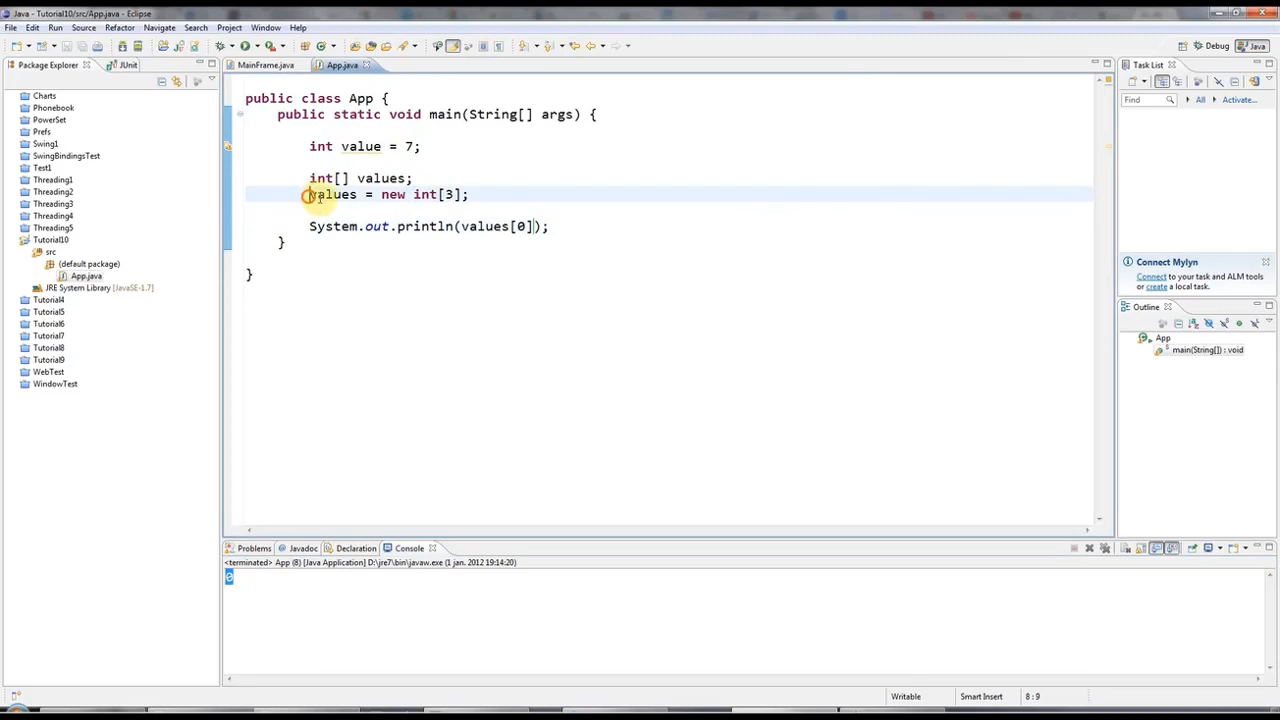 Java - Tutorial10/src/App.java - Eclipse
File Edit Run Source Refactor Navigate Search Project Window Help
Debug Java
Package Explorer JUnit
MainFrame.java App.java
Task List
Find All Activate...
Charts
Phonebook
PowerSet
Prefs
Swing1
SwingBindingsTest
Test1
Threading1
Threading2
Threading3
Threading4
Threading5
Tutorial10
src
(default package)
App.java
JRE System Library [JavaSE-1.7]
Tutorial4
Tutorial5
Tutorial6
Tutorial7
Tutorial8
Tutorial9
WebTest
WindowTest
public class App {
public static void main(String[] args) {
int value = 7;
int[] values;
values = new int[3];
System.out.println(values[0]);
}
}
Connect Mylyn
Connect to your task and ALM tools
or create a local task.
Outline
App
main(String[]) : void
Problems Javadoc Declaration Console
<terminated> App (8) [Java Application] D:\jre7\bin\javaw.exe (1 jan. 2012 19:14:20)
0
Writable Smart Insert 8 : 9